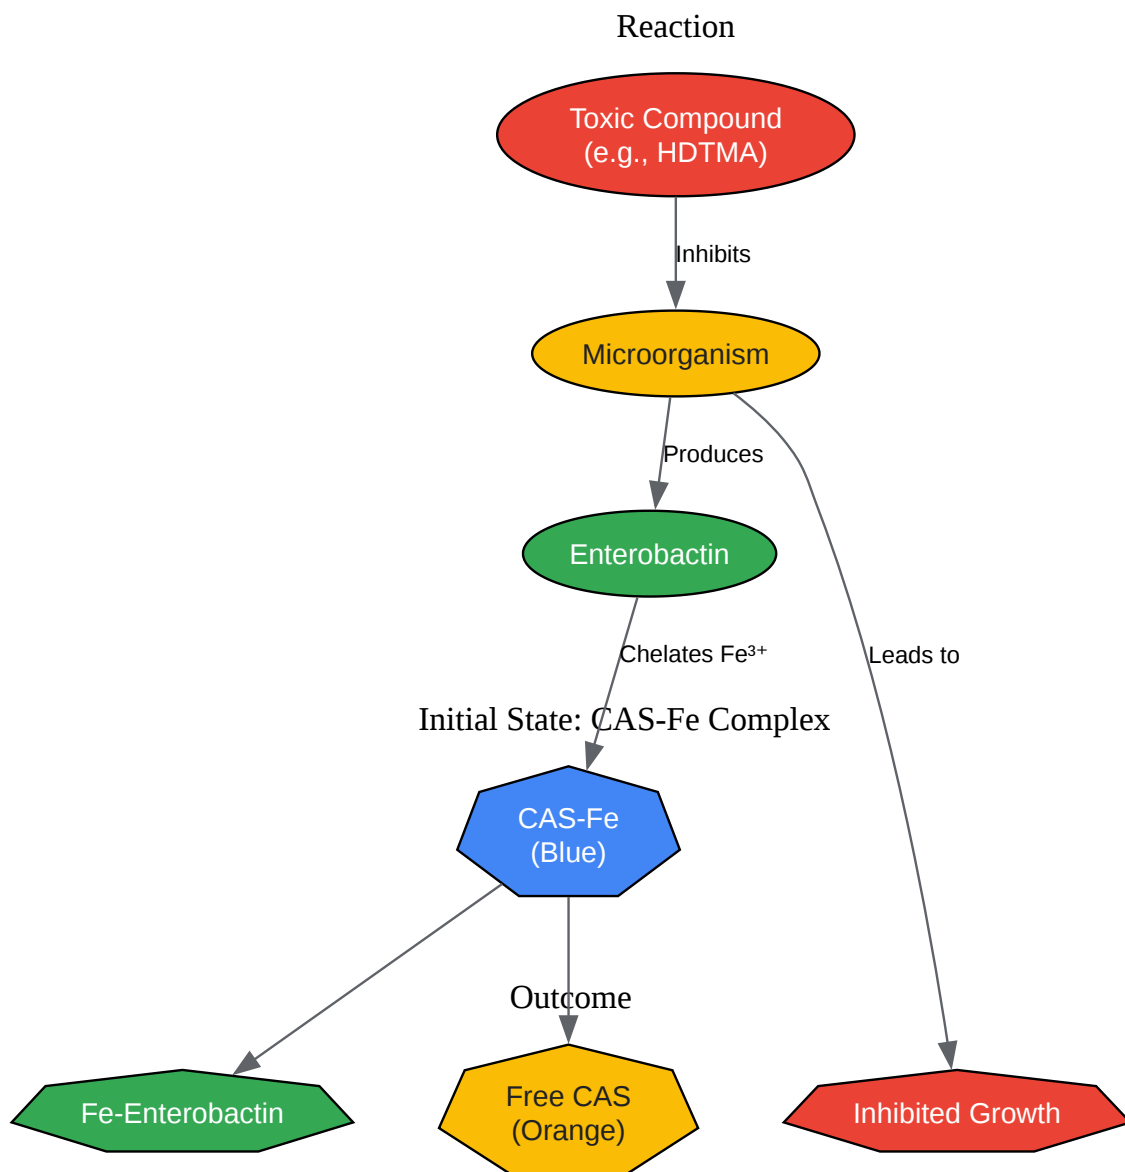 Reaction
Toxic Compound
(e.g., HDTMA)
Inhibits
Microorganism
Produces
Enterobactin
Chelates Fe³⁺
Leads to
Initial State: CAS-Fe Complex
CAS-Fe
(Blue)
Outcome
Fe-Enterobactin
Free CAS
(Orange)
Inhibited Growth